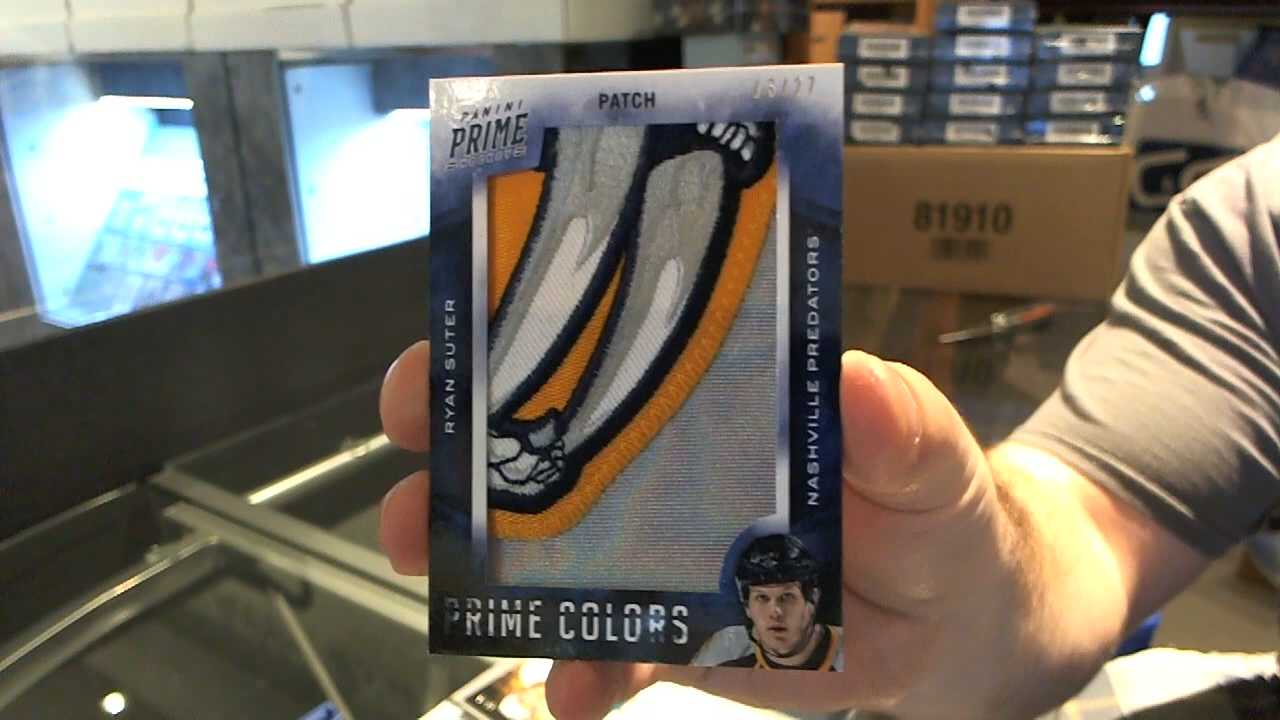 PATCH
PANINI
PRIME
RYAN SUTER
NASHVILLE PREDATORS
PRIME COLORS
81910